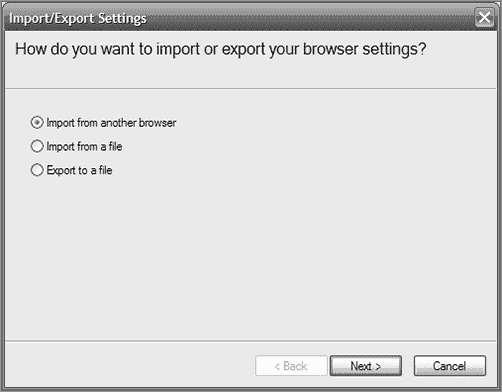 Import/Export Settings
How do you want to import or export your browser settings?
Import from another browser
Import from a file
Export to a file
< Back
Next >
Cancel